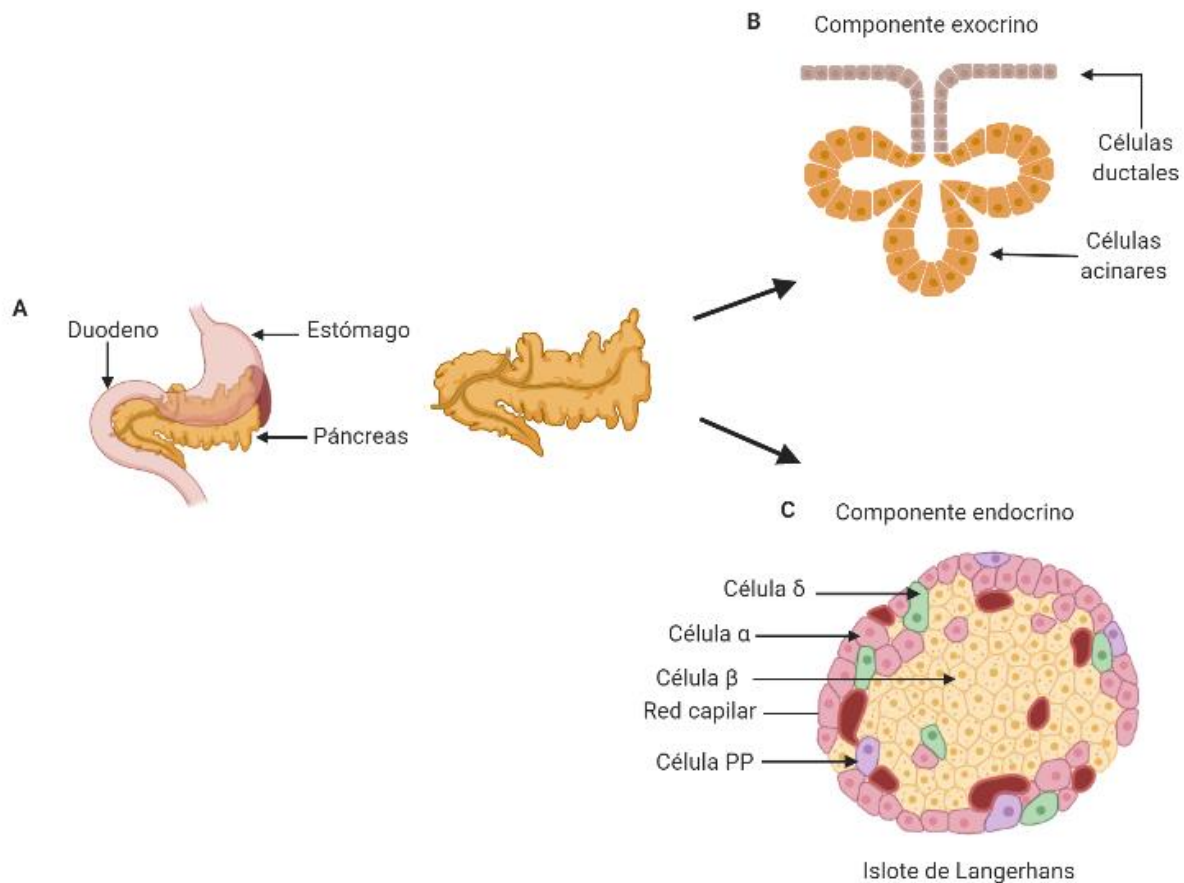 B
Componente exocrino
Células
ductales
Células
acinares
A
Duodeno
Estómago
Páncreas
C
Componente endocrino
Célula δ
Célula α
Célula β
Red capilar
Célula PP
Islote de Langerhans